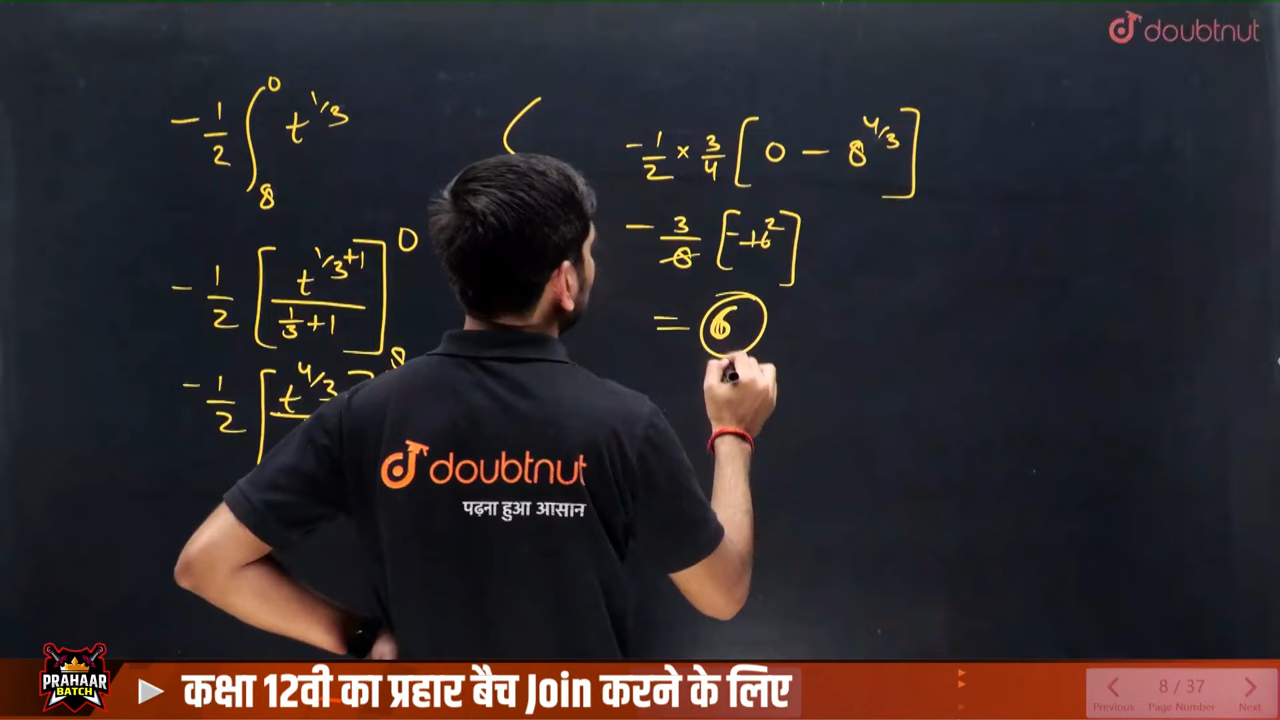 doubtnut
-1/2 ∫₈⁰ t^1/3
-1/2 [t^1/3+1 / 1/3+1]⁰
8
-1/2 [t^4/3
-1/2 × 3/4 [0 - 8^4/3]
-3/8 [-16²]
= 6
doubtnut
पढ़ना हुआ आसान
PRAHAAR
BATCH
कक्षा 12वी का प्रहार बैच Join करने के लिए
8 / 37
Previous Page Number Next